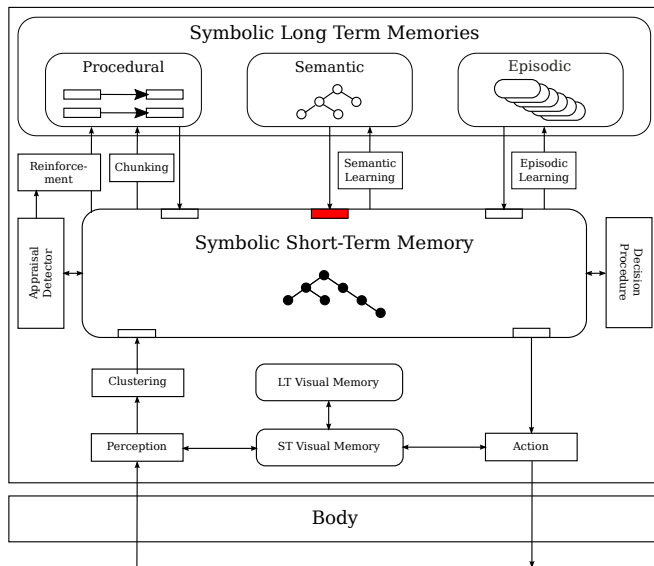 Symbolic Long Term Memories
Procedural
Semantic
Episodic
Reinforce-
ment
Chunking
Semantic
Learning
Episodic
Learning
Appraisal
Detector
Symbolic Short-Term Memory
Decision
Procedure
Clustering
LT Visual Memory
Perception
ST Visual Memory
Action
Body